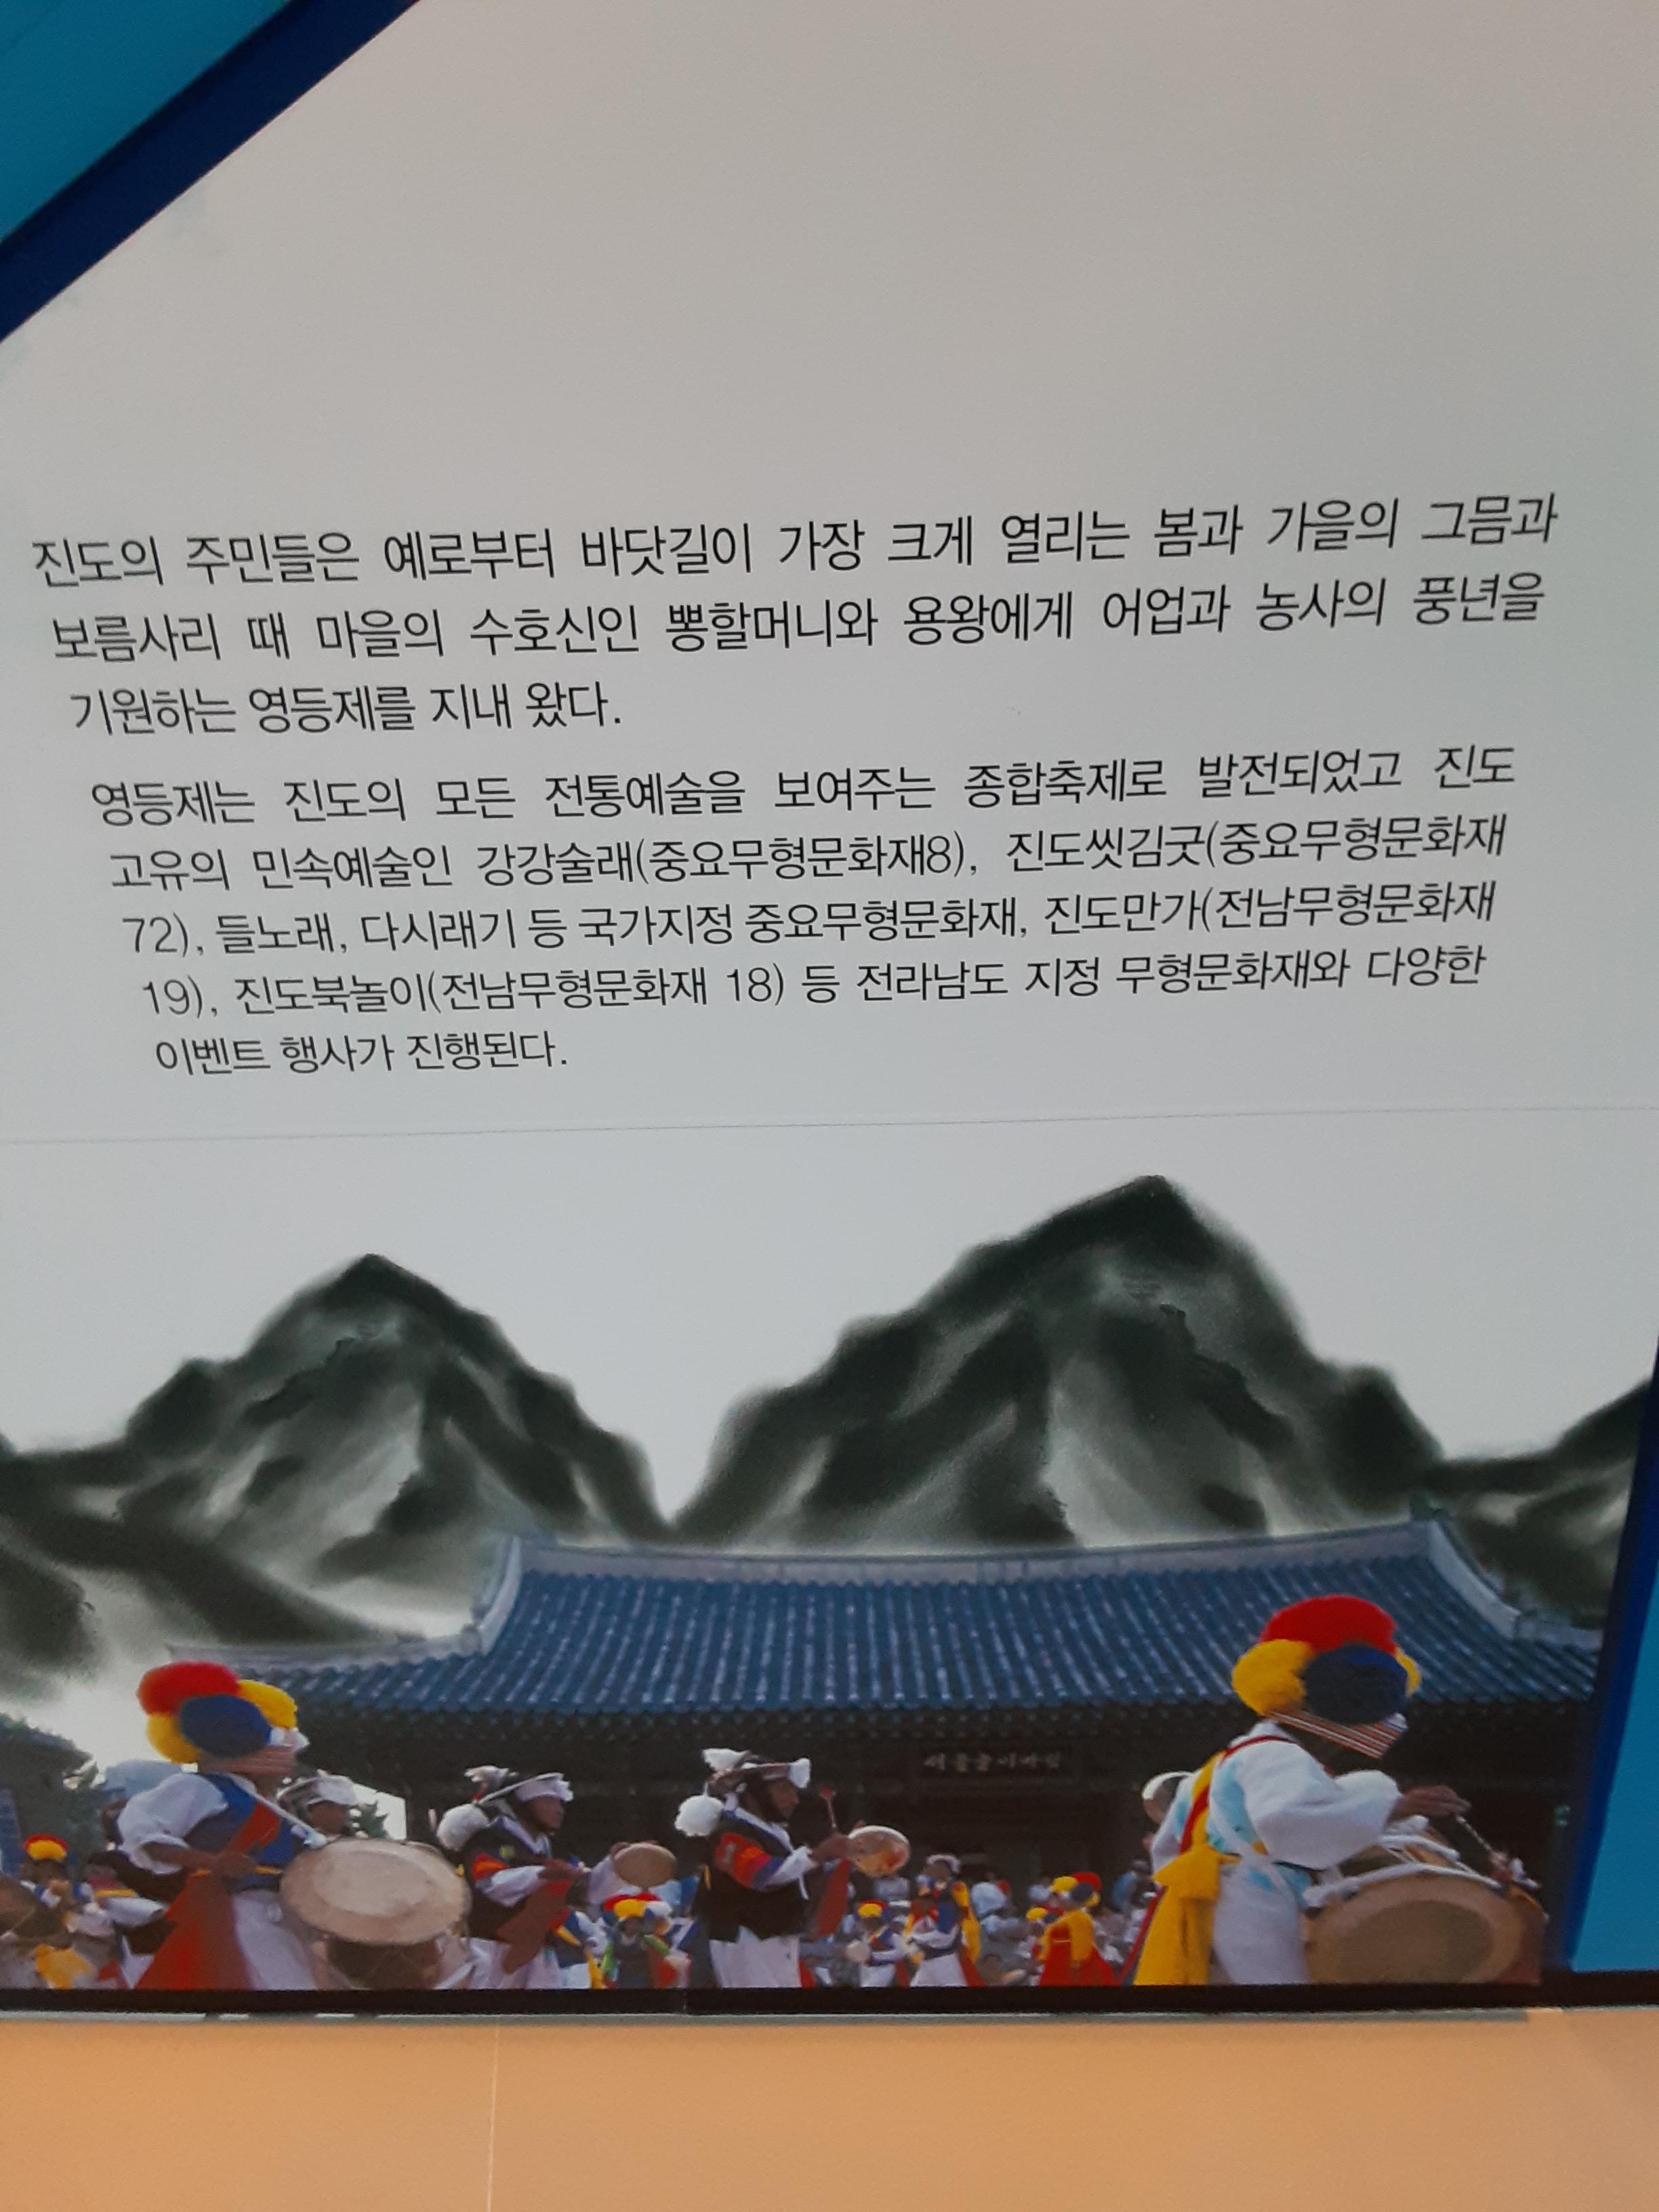 진도의 주민들은 예로부터 바닷길이 가장 크게 열리는 봄과 가을의 그믐과
보름사리 때 마을의 수호신인 뽕할머니와 용왕에게 어업과 농사의 풍년을
기원하는 영등제를 지내 왔다.
영등제는 진도의 모든 전통예술을 보여주는 종합축제로 발전되었고 진도
고유의 민속예술인 강강술래(중요무형문화재8), 진도씻김굿(중요무형문화재
72), 들노래, 다시래기 등 국가지정 중요무형문화재, 진도만가(전남무형문화재
19), 진도북놀이(전남무형문화재 18) 등 전라남도 지정 무형문화재와 다양한
이벤트 행사가 진행된다.
서울놀이마당